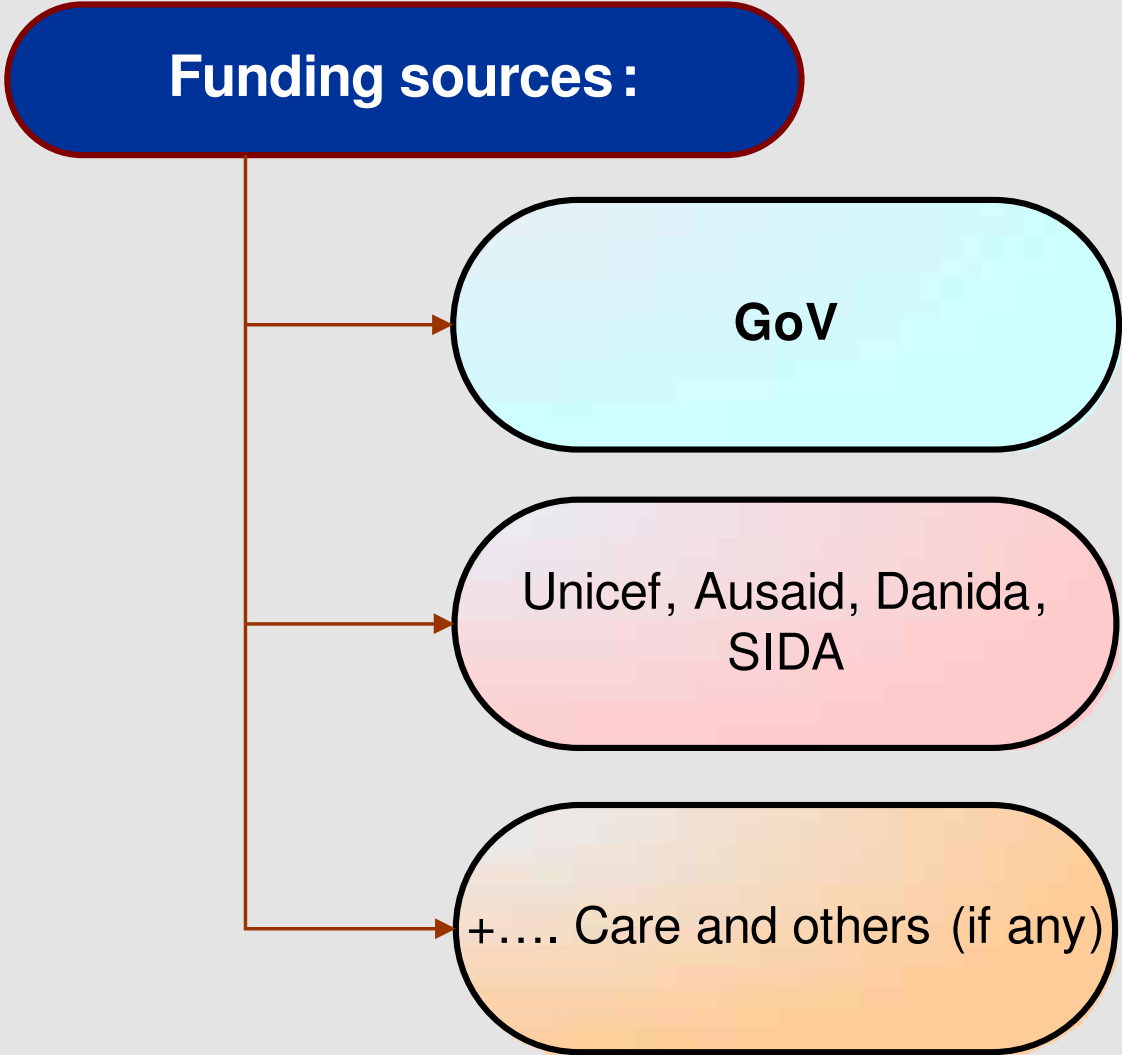 Funding sources:
GoV
Unicef, Ausaid, Danida,
SIDA
+.... Care and others (if any)